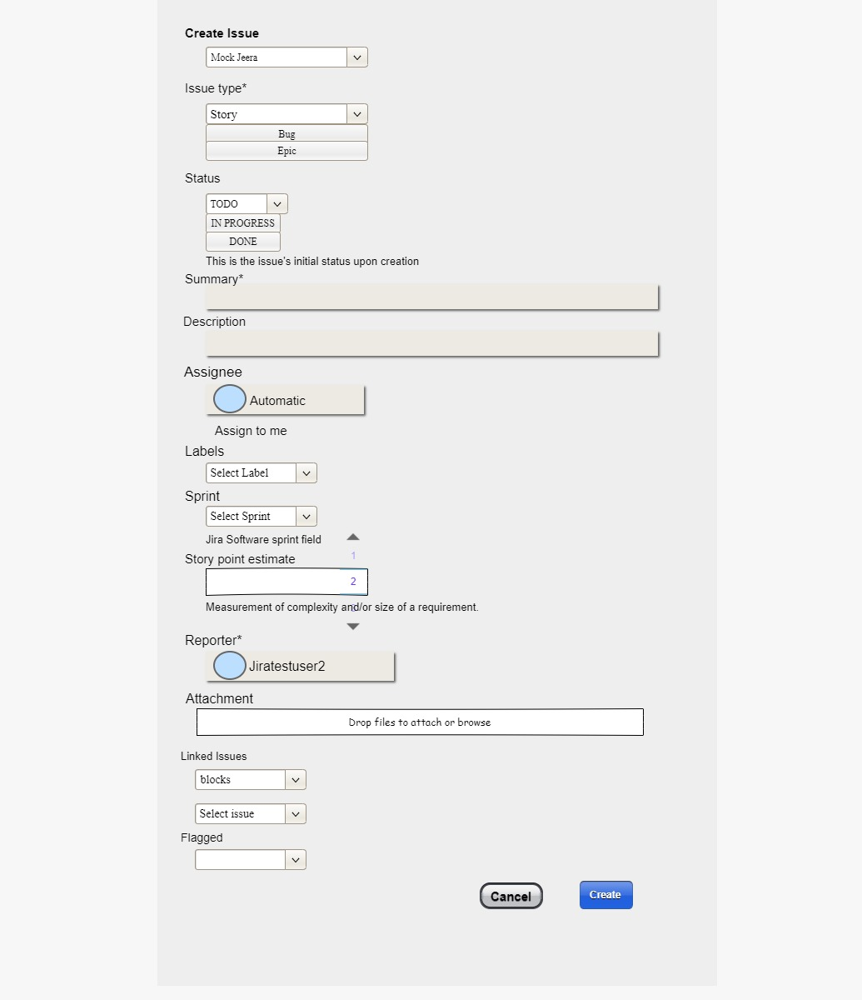 Create Issue
Mock Jeera
Issue type*
Story
Bug
Epic
Status
TODO
IN PROGRESS
DONE
This is the issue's initial status upon creation
Summary*
Description
Assignee
Automatic
Assign to me
Labels
Select Label
Sprint
Select Sprint
Jira Software sprint field
1
Story point estimate
2
Measurement of complexity and/or size of a requirement.
Reporter*
Jiratestuser2
Attachment
Drop files to attach or browse
Linked Issues
blocks
Select issue
Flagged
Cancel
Create